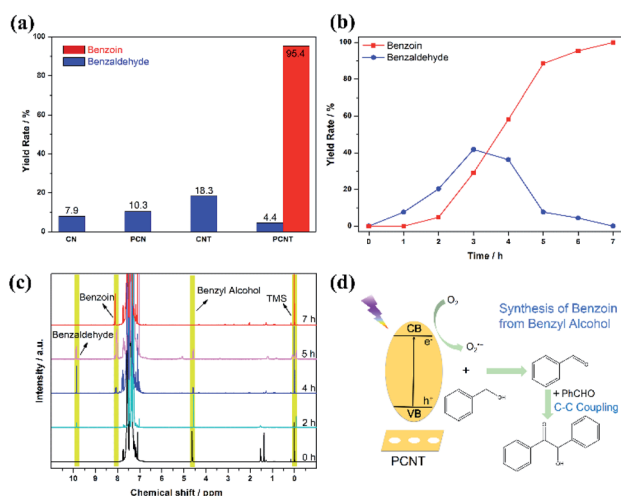 (a)
Benzoin
Benzaldehyde
Yield Rate / %
100
80
60
40
20
0
7.9
10.3
18.3
4.4
95.4
CN
PCN
CNT
PCNT
(b)
Benzoin
Benzaldehyde
Yield Rate / %
100
80
60
40
20
0
0 1 2 3 4 5 6 7
Time / h
(c)
Benzoin
Benzaldehyde
Benzyl Alcohol
TMS
7 h
5 h
4 h
2 h
0 h
Intensity / a.u.
10 9 8 7 6 5 4 3 2 1 0
Chemical shift / ppm
(d)
O₂
O₂•−
CB
e⁻
h⁺
VB
PCNT
+
OH
Synthesis of Benzoin
from Benzyl Alcohol
O
+ PhCHO
C-C Coupling
O
OH